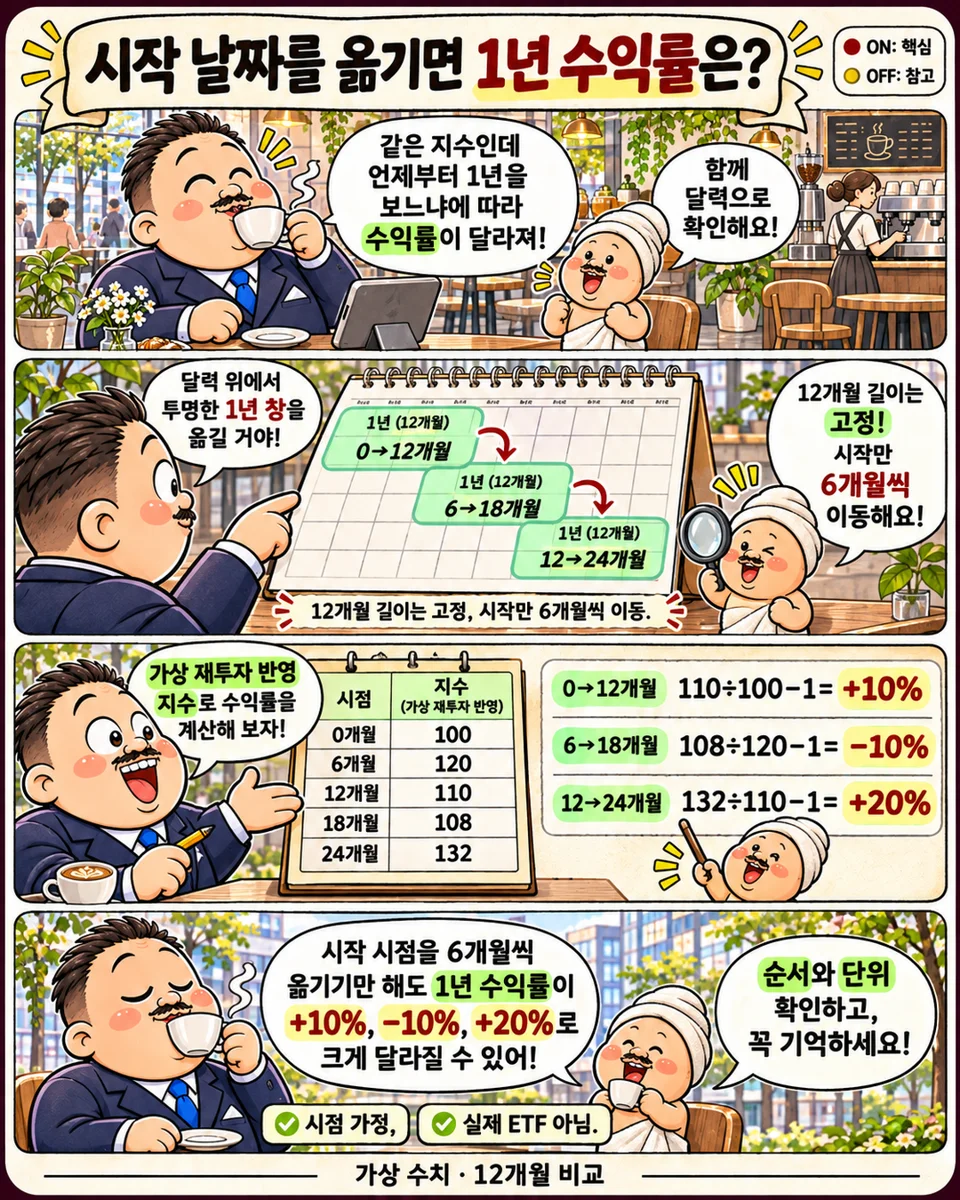 시작 날짜를 옮기면 1년 수익률은?
ON: 핵심
OFF: 참고
같은 지수인데
언제부터 1년을
보느냐에 따라
수익률이 달라져!
함께
달력으로
확인해요!
달력 위에서
투명한 1년 창을
옮길 거야!
1년 (12개월)
0→12개월
1년 (12개월)
6→18개월
1년 (12개월)
12→24개월
12개월 길이는
고정!
시작만
6개월씩
이동해요!
12개월 길이는 고정, 시작만 6개월씩 이동.
가상 재투자 반영
지수로 수익률을
계산해 보자!
시점 지수
(가상 재투자 반영)
0개월 100
6개월 120
12개월 110
18개월 108
24개월 132
0→12개월 110÷100−1= +10%
6→18개월 108÷120−1= −10%
12→24개월 132÷110−1= +20%
시작 시점을 6개월씩
옮기기만 해도 1년 수익률이
+10%, −10%, +20%로
크게 달라질 수 있어!
순서와 단위
확인하고,
꼭 기억하세요!
시점 가정,
실제 ETF 아님.
가상 수치 · 12개월 비교